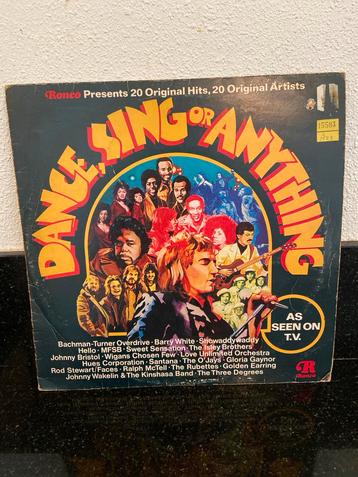 Ronco Presents 20 Original Hits, 20 Original Artists
DANCE, SING OR ANYTHING
15583
AS
SEEN ON
T.V.
Bachman-Turner Overdrive · Barry White · Showaddywaddy
Hello · MFSB · Sweet Sensation · The Isley Brothers
Johnny Bristol · Wigans Chosen Few · Love Unlimited Orchestra
Hues Corporation · Santana · The O'Jays · Gloria Gaynor
Rod Stewart/Faces · Ralph McTell · The Rubettes · Golden Earring
Johnny Wakelin & The Kinshasa Band · The Three Degrees
R
Ronco